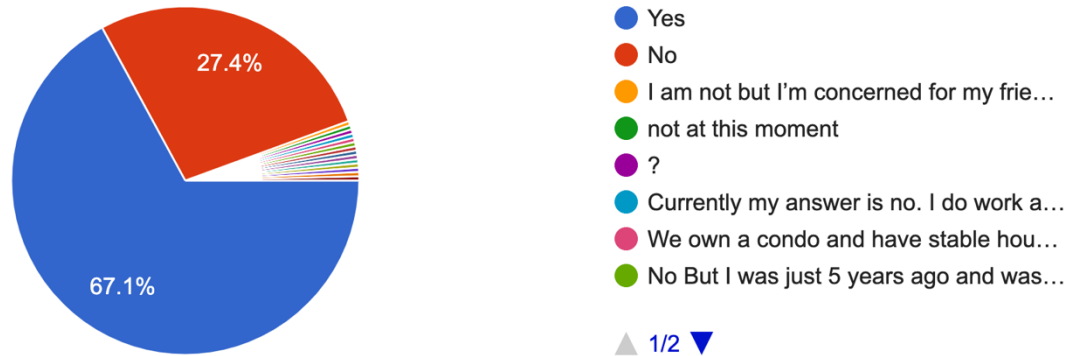 27.4%
67.1%
Yes
No
I am not but I’m concerned for my frie…
not at this moment
?
Currently my answer is no. I do work a…
We own a condo and have stable hou…
No But I was just 5 years ago and was…
1/2